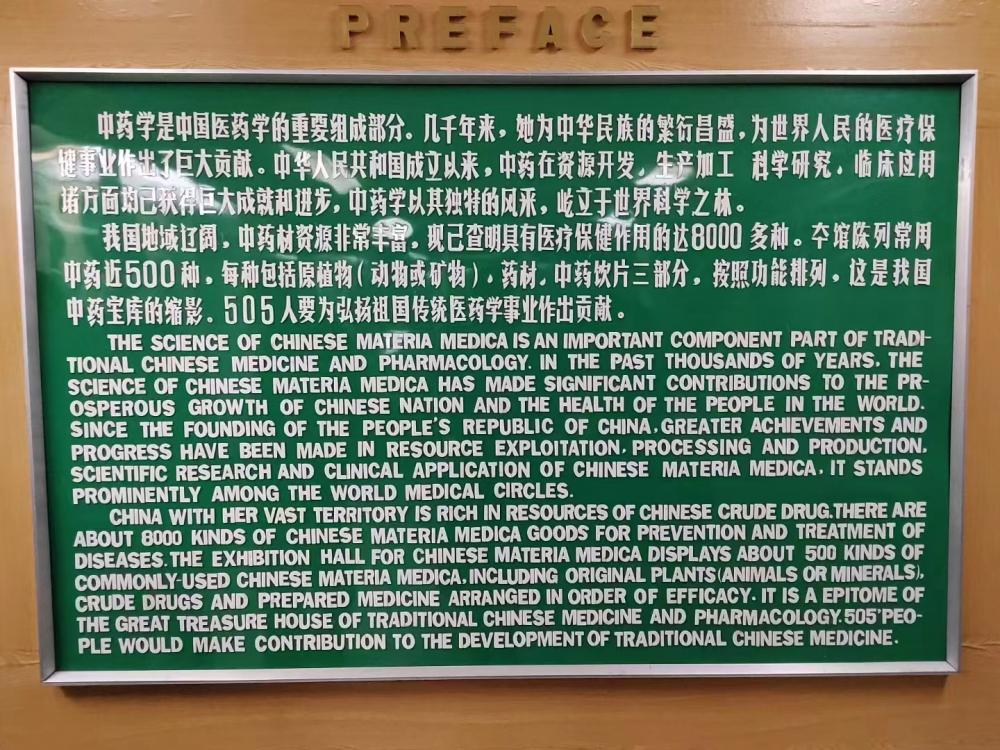 PREFACE
中药学是中国医药学的重要组成部分。几千年来，她为中华民族的繁衍昌盛，为世界人民的医疗保
健事业作出了巨大贡献。中华人民共和国成立以来，中药在资源开发，生产加工 科学研究，临床应用
诸方面均已获得巨大成就和进步，中药学以其独特的风采，屹立于世界科学之林。
我国地域辽阔，中药材资源非常丰富，现已查明具有医疗保健作用的达8000 多种。本馆陈列常用
中药近500种，每种包括原植物（动物或矿物），药材，中药饮片三部分，按照功能排列，这是我国
中药宝库的缩影。505人要为弘扬祖国传统医药学事业作出贡献。
THE SCIENCE OF CHINESE MATERIA MEDICA IS AN IMPORTANT COMPONENT PART OF TRADI-
TIONAL CHINESE MEDICINE AND PHARMACOLOGY. IN THE PAST THOUSANDS OF YEARS, THE
SCIENCE OF CHINESE MATERIA MEDICA HAS MADE SIGNIFICANT CONTRIBUTIONS TO THE PR-
OSPEROUS GROWTH OF CHINESE NATION AND THE HEALTH OF THE PEOPLE IN THE WORLD.
SINCE THE FOUNDING OF THE PEOPLE'S REPUBLIC OF CHINA,GREATER ACHIEVEMENTS AND
PROGRESS HAVE BEEN MADE IN RESOURCE EXPLOITATION, PROCESSING AND PRODUCTION,
SCIENTIFIC RESEARCH AND CLINICAL APPLICATION OF CHINESE MATERIA MEDICA, IT STANDS
PROMINENTLY AMONG THE WORLD MEDICAL CIRCLES.
CHINA WITH HER VAST TERRITORY IS RICH IN RESOURCES OF CHINESE CRUDE DRUG.THERE ARE
ABOUT 8000 KINDS OF CHINESE MATERIA MEDICA GOODS FOR PREVENTION AND TREATMENT OF
DISEASES.THE EXHIBITION HALL FOR CHINESE MATERIA MEDICA DISPLAYS ABOUT 500 KINDS OF
COMMONLY-USED CHINESE MATERIA MEDICA,INCLUDING ORIGINAL PLANTS(ANIMALS OR MINERALS),
CRUDE DRUGS AND PREPARED MEDICINE ARRANGED IN ORDER OF EFFICACY. IT IS A EPITOME OF
THE GREAT TREASURE HOUSE OF TRADITIONAL CHINESE MEDICINE AND PHARMACOLOGY.505'PEO-
PLE WOULD MAKE CONTRIBUTION TO THE DEVELOPMENT OF TRADITIONAL CHINESE MEDICINE.